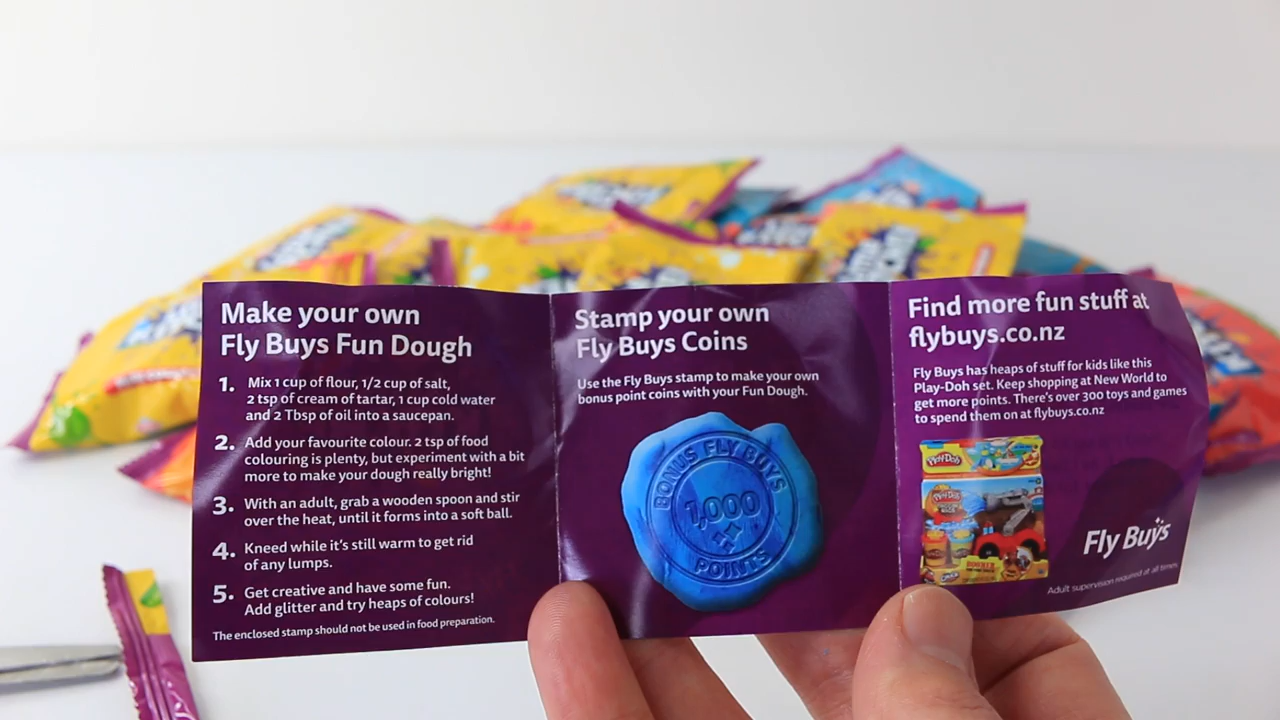 Make your own
Fly Buys Fun Dough
1. Mix 1 cup of flour, 1/2 cup of salt,
2 tsp of cream of tartar, 1 cup cold water
and 2 Tbsp of oil into a saucepan.
2. Add your favourite colour. 2 tsp of food
colouring is plenty, but experiment with a bit
more to make your dough really bright!
3. With an adult, grab a wooden spoon and stir
over the heat, until it forms into a soft ball.
4. Kneed while it's still warm to get rid
of any lumps.
5. Get creative and have some fun.
Add glitter and try heaps of colours!
The enclosed stamp should not be used in food preparation.
Stamp your own
Fly Buys Coins
Use the Fly Buys stamp to make your own
bonus point coins with your Fun Dough.
BONUS FLY BUYS
1,000
POINTS
Find more fun stuff at
flybuys.co.nz
Fly Buys has heaps of stuff for kids like this
Play-Doh set. Keep shopping at New World to
get more points. There's over 300 toys and games
to spend them on at flybuys.co.nz
Play-Doh
Play-Doh
Fly Buys
Adult supervision required at all times